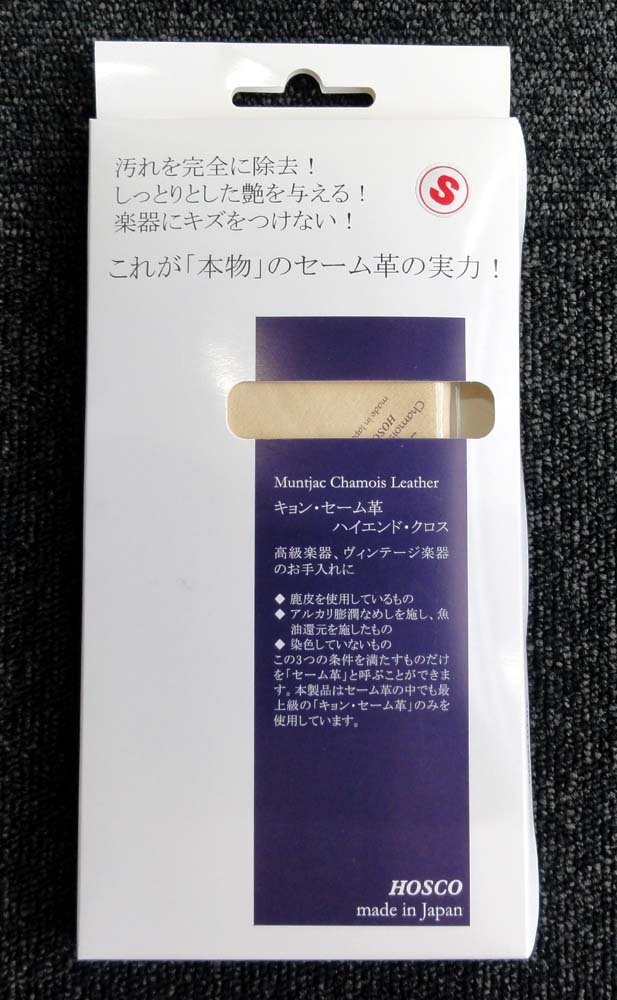 汚れを完全に除去！
しっとりとした艶を与える！
楽器にキズをつけない！
これが「本物」のセーム革の実力！
S
Chamois
made in Japa
HOSCO
Muntjac Chamois Leather
キョン・セーム革
ハイエンド・クロス
高級楽器、ヴィンテージ楽器
のお手入れに
◆ 鹿皮を使用しているもの
◆ アルカリ膨潤なめしを施し、魚
油還元を施したもの
◆ 染色していないもの
この3つの条件を満たすものだけ
を「セーム革」と呼ぶことができま
す。本製品はセーム革の中でも最
上級の「キョン・セーム革」のみを
使用しています。
HOSCO
made in Japan